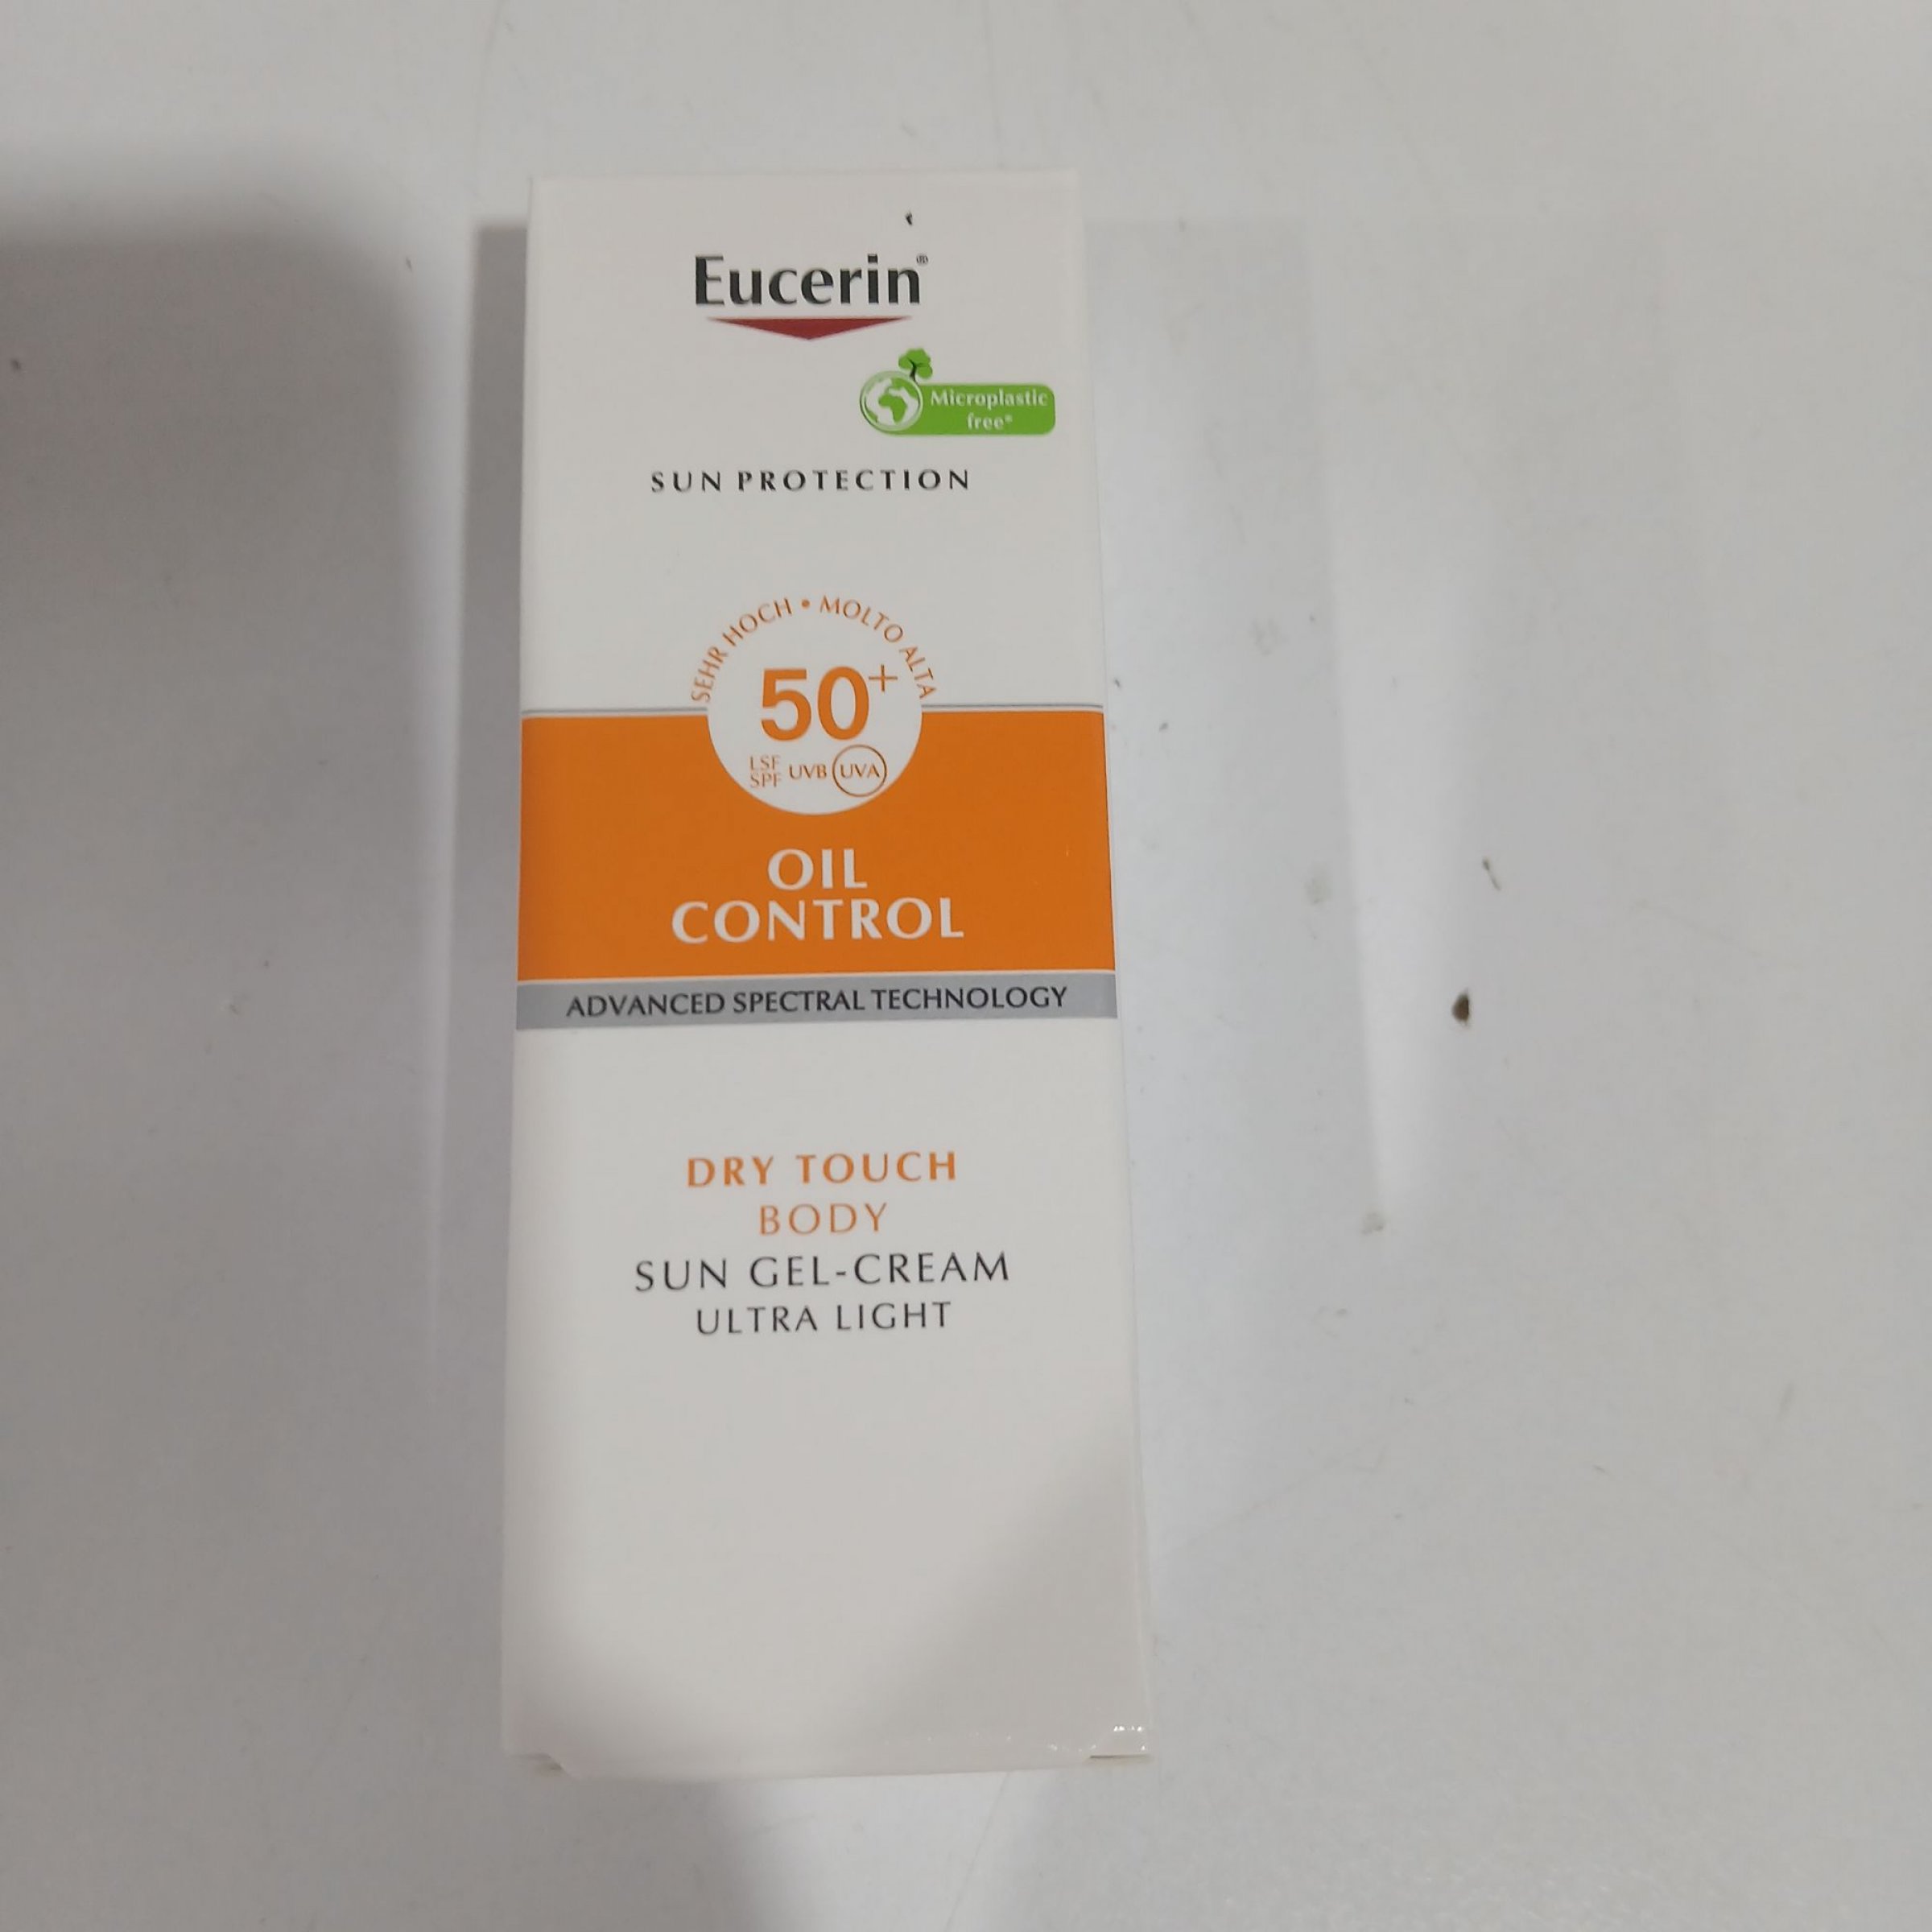 Eucerin®
Microplastic
free*
SUN PROTECTION
SEHR HOCH • MOLTO ALTA
50+
LSF
SPF UVB UVA
OIL
CONTROL
ADVANCED SPECTRAL TECHNOLOGY
DRY TOUCH
BODY
SUN GEL-CREAM
ULTRA LIGHT